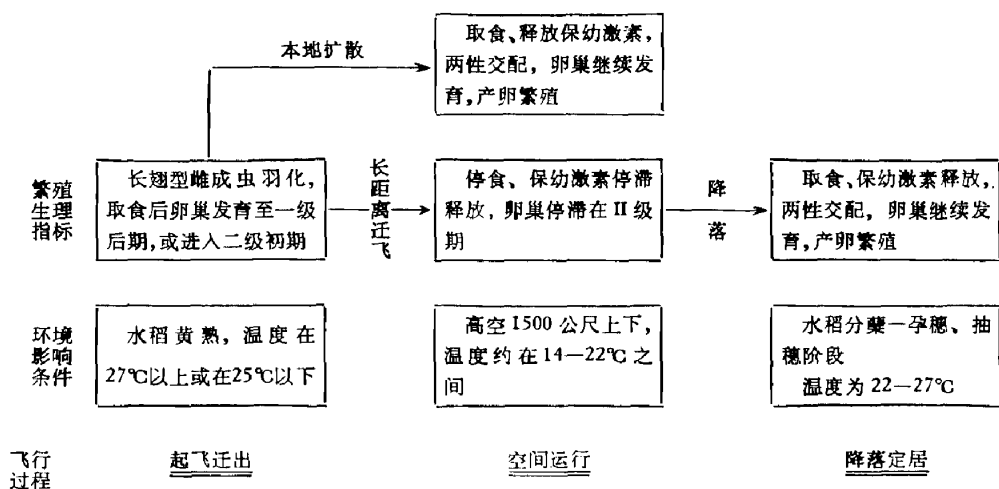 本地扩散
取食、释放保幼激素,
两性交配, 卵巢继续发
育,产卵繁殖
繁殖
生理
指标
长翅型雌成虫羽化,
取食后卵巢发育至一级
后期,或进入二级初期
长距离迁飞
停食、保幼激素停滞
释放, 卵巢停滞在Ⅱ级
期
降
落
取食、保幼激素释放,
两性交配, 卵巢继续发
育,产卵繁殖
环境
影响
条件
水稻黄熟, 温度在
27℃以上或在25℃以下
高空1500公尺上下,
温度约在14—22℃之
间
水稻分蘖—孕穗、抽
穗阶段
温度为22—27℃
飞行
过程
起飞迁出
空间运行
降落定居